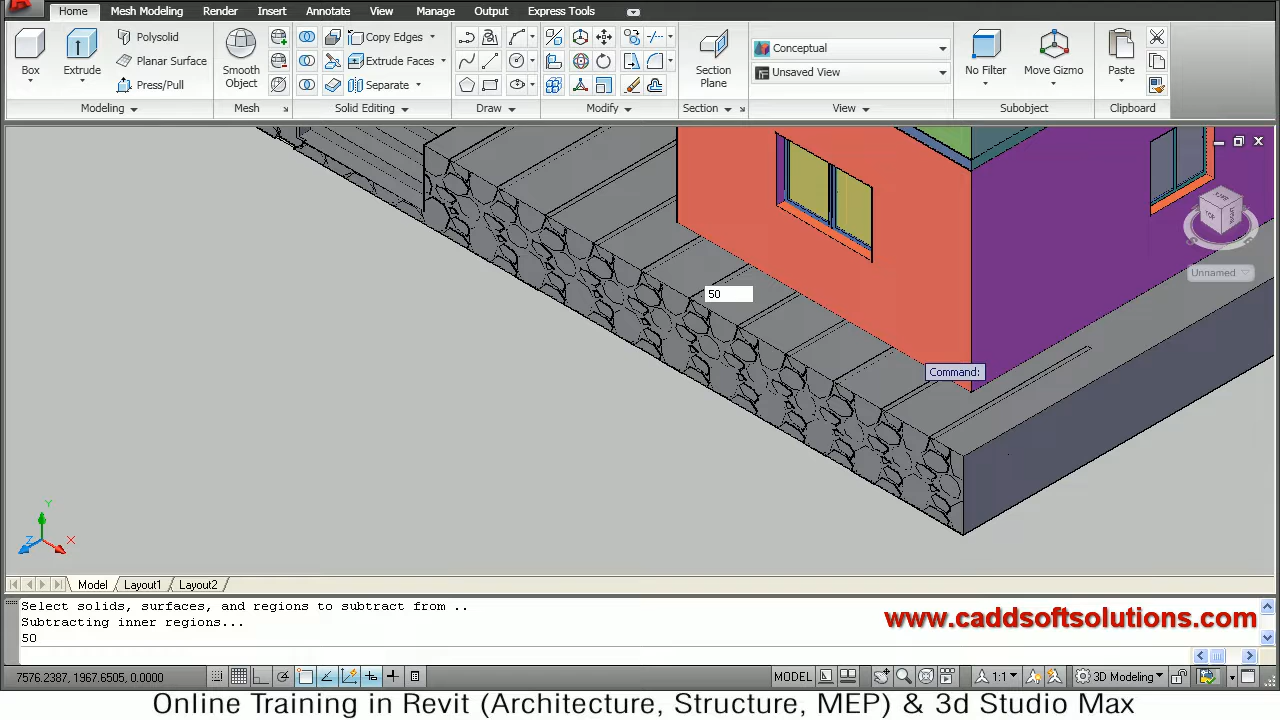 Home Mesh Modeling Render Insert Annotate View Manage Output Express Tools
Polysolid Copy Edges Conceptual
Planar Surface Extrude Faces Unsaved View
Box Extrude Press/Pull Smooth Object Separate Section Plane No Filter Move Gizmo Paste
Modeling Mesh Solid Editing Draw Modify Section View Subobject Clipboard
TOP
Unnamed
50
Command:
Y
Z X
Model Layout1 Layout2
Select solids, surfaces, and regions to subtract from ..
Subtracting inner regions...
50
www.caddsoftsolutions.com
7576.2387, 1967.6505, 0.0000 MODEL 1:1 3D Modeling
Online Training in Revit (Architecture, Structure, MEP) & 3d Studio Max